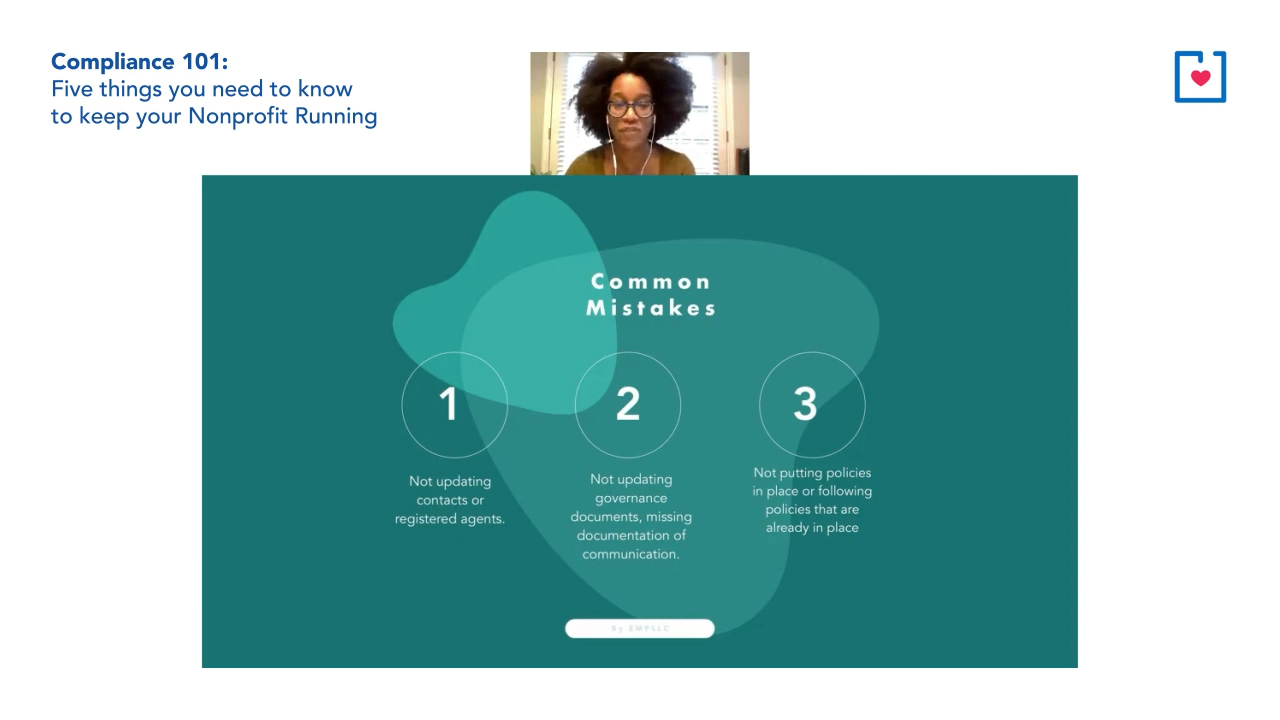 Compliance 101:
Five things you need to know
to keep your Nonprofit Running
Common
Mistakes
1
Not updating
contacts or
registered agents.
2
Not updating
governance
documents, missing
documentation of
communication.
3
Not putting policies
in place or following
policies that are
already in place
By EMPLLC